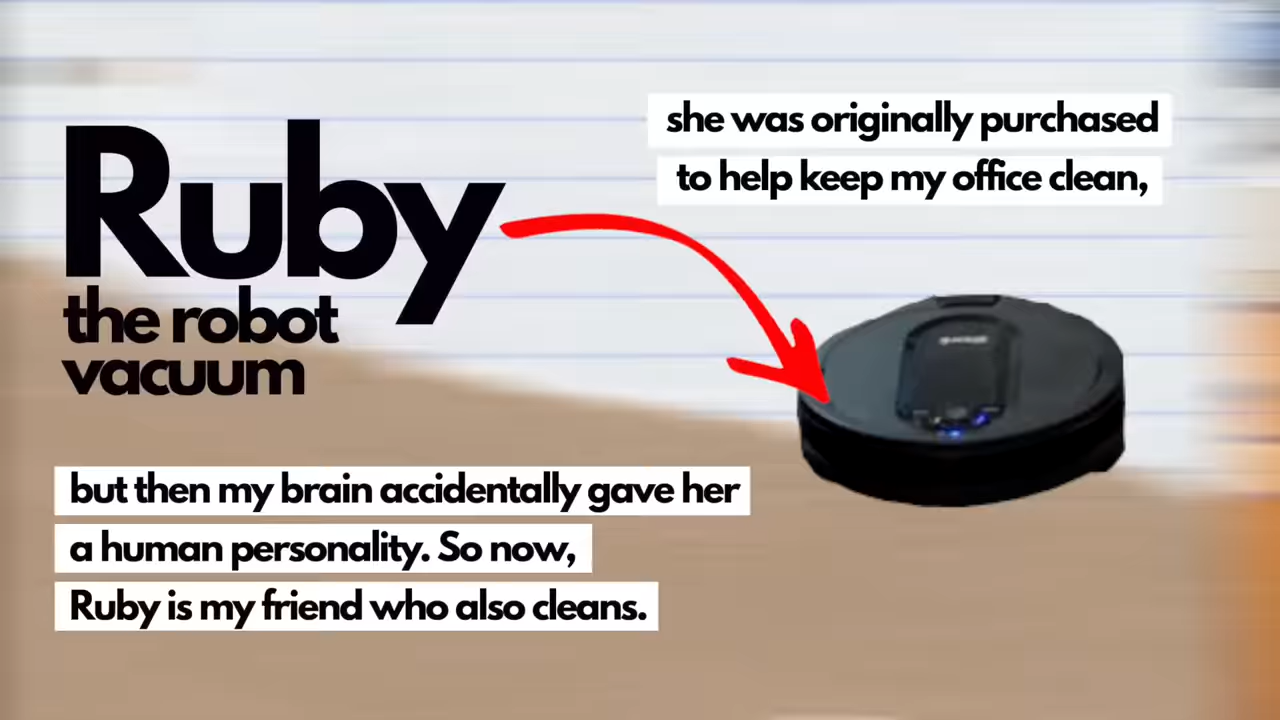 Ruby
the robot
vacuum
she was originally purchased
to help keep my office clean,
but then my brain accidentally gave her
a human personality. So now,
Ruby is my friend who also cleans.